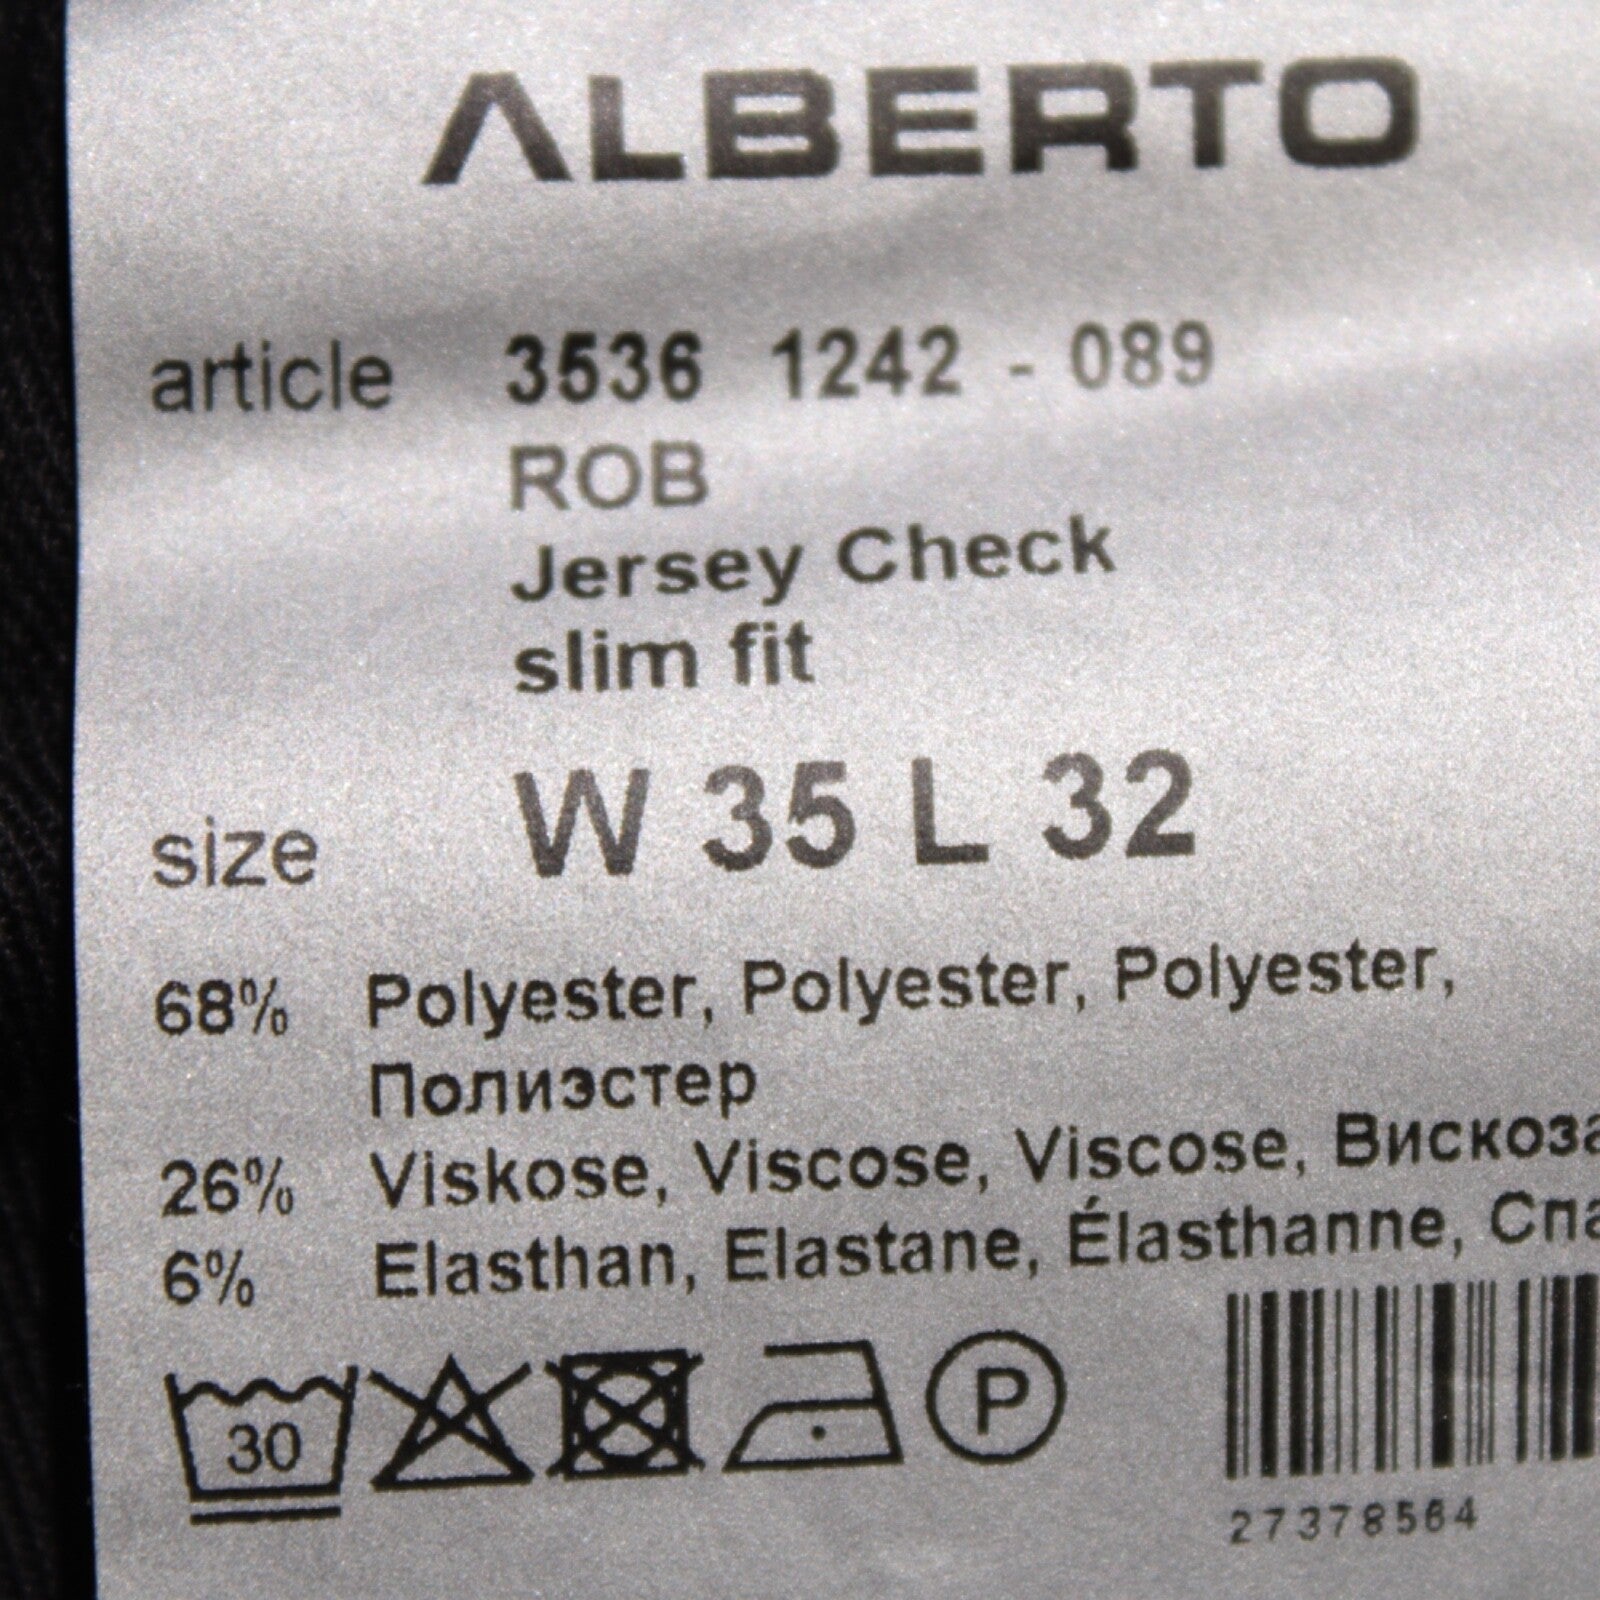 ALBERTO
article 3536 1242 - 089
ROB
Jersey Check
slim fit
size W 35 L 32
68% Polyester, Polyester, Polyester,
Полиэстер
26% Viskose, Viscose, Viscose, Вискоза
6% Elasthan, Elastane, Élasthanne, Спа
30 P
27378564